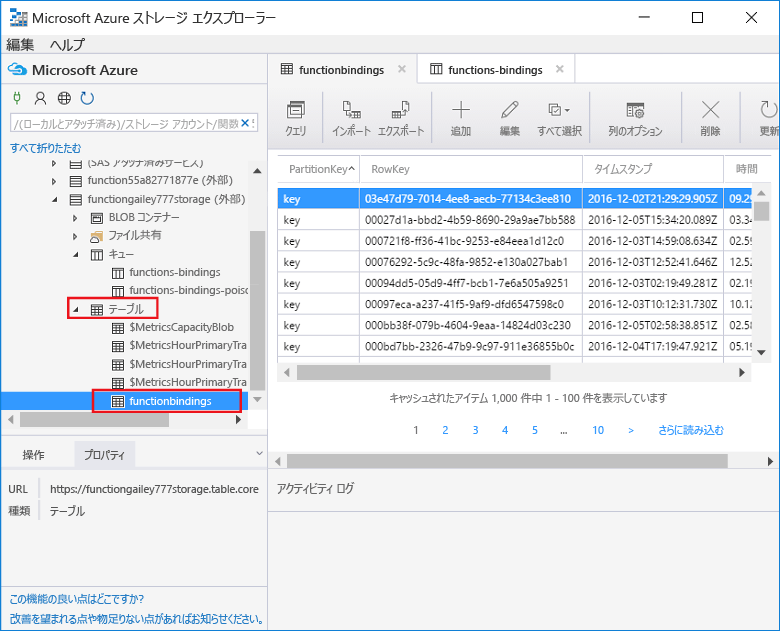 Microsoft Azure ストレージ エクスプローラー
編集 ヘルプ
Microsoft Azure
/(ローカルとアタッチ済み)/ストレージ アカウント/関数
すべて折りたたむ
(SAS アタッチ済みサービス)
function55a82771877e (外部)
functiongailey777storage (外部)
BLOB コンテナー
ファイル共有
キュー
functions-bindings
functions-bindings-poisc
テーブル
$MetricsCapacityBlob
$MetricsHourPrimaryTra
$MetricsHourPrimaryTra
$MetricsHourPrimaryTra
functionbindings
操作 プロパティ
URL https://functiongailey777storage.table.core
種類 テーブル
この機能の良い点はどこですか?
改善を望まれる点や物足りない点があればお知らせください。
functionbindings functions-bindings
クエリ インポート エクスポート 追加 編集 すべて選択 列のオプション 削除 更新
PartitionKey RowKey タイムスタンプ 時間
key 03e47d79-7014-4ee8-aecb-77134c3ee810 2016-12-02T21:29:29.905Z 09.29
key 00027d1a-bbd2-4b59-8690-29a9ae7bb588 2016-12-05T15:34:20.089Z 03.34
key 000721f8-ff36-41bc-9253-e84eea1d12c0 2016-12-03T14:59:08.634Z 02.59
key 00076292-5c9c-48fa-9852-e130a027bab1 2016-12-03T12:52:41.646Z 12.52
key 00094dd5-05d9-4ff7-bcb1-7e6a505a9251 2016-12-03T02:19:49.281Z 02.19
key 00097eca-a237-41f5-9af9-dfd6547598c0 2016-12-03T10:12:31.730Z 10.12
key 000bb38f-079b-4604-9eaa-14824d03c230 2016-12-05T02:58:38.851Z 02.58
key 000bd7bb-2326-47b9-9c97-911e36855b0c 2016-12-04T17:19:47.921Z 05.19
キャッシュされたアイテム 1,000 件中 1 - 100 件を表示しています
1 2 3 4 5 ... 10 > さらに読み込む
アクティビティ ログ